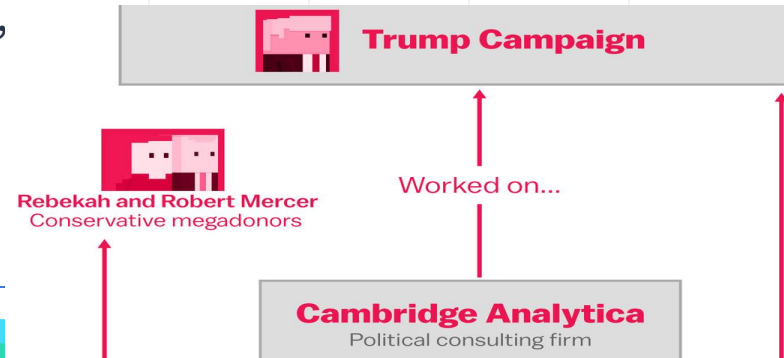 Trump Campaign
Worked on...
Rebekah and Robert Mercer
Conservative megadonors
Cambridge Analytica
Political consulting firm